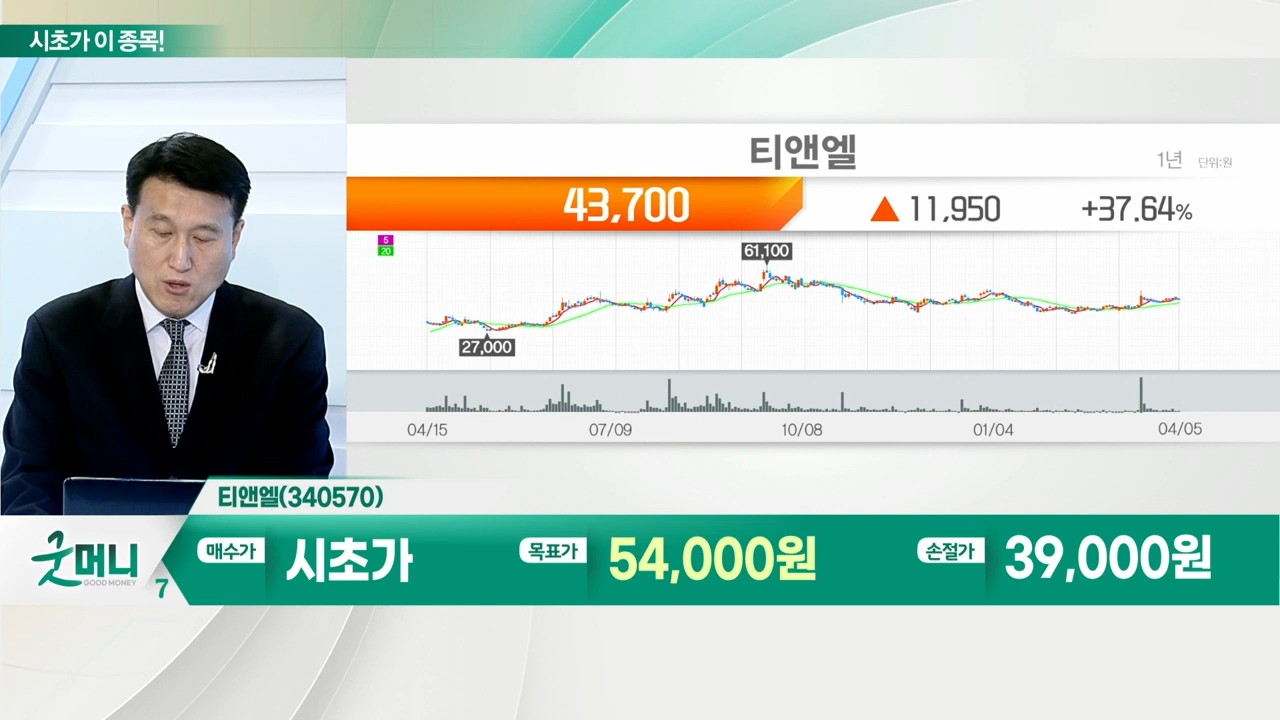 시초가 이 종목!
티앤엘
1년 단위:원
43,700 ▲ 11,950 +37.64%
5
20
61,100
27,000
04/15 07/09 10/08 01/04 04/05
티앤엘(340570)
굿머니
GOOD MONEY
7
매수가 시초가 목표가 54,000원 손절가 39,000원